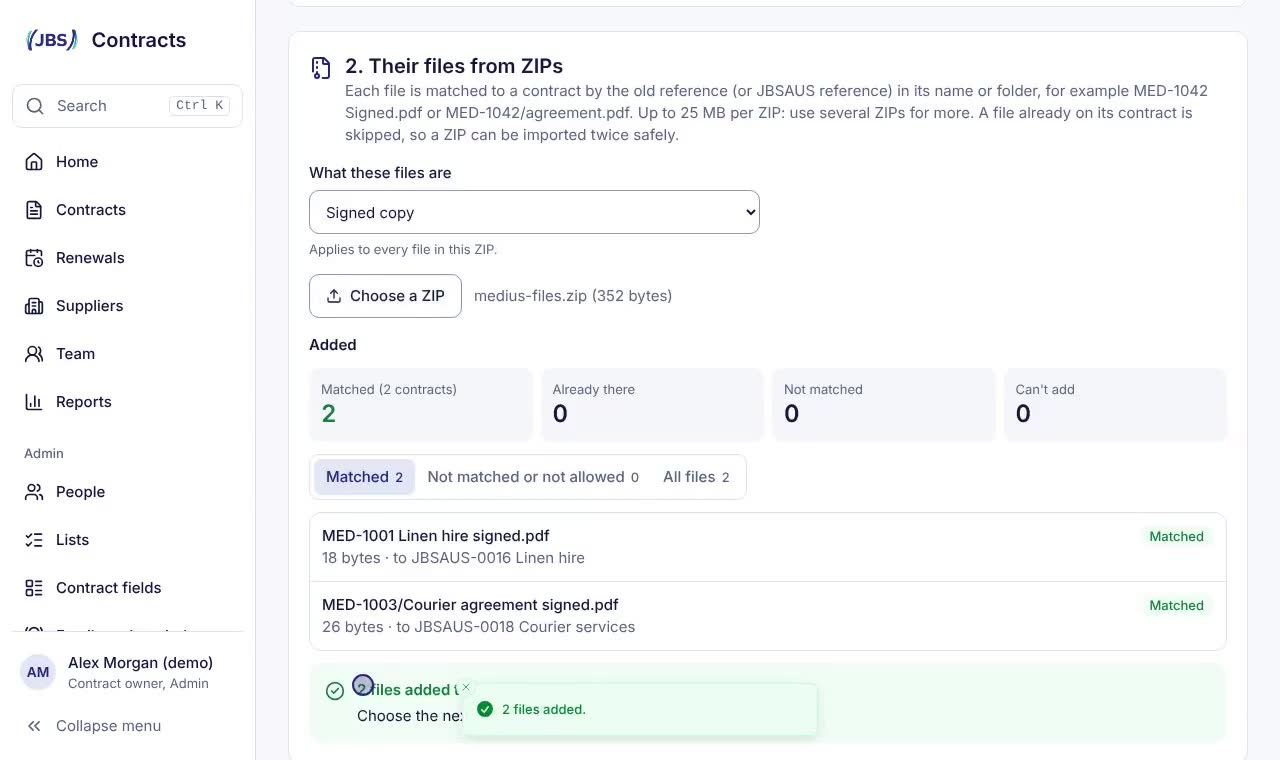 (JBS) Contracts
Search Ctrl K
Home
Contracts
Renewals
Suppliers
Team
Reports
Admin
People
Lists
Contract fields
AM
Alex Morgan (demo)
Contract owner, Admin
Collapse menu
2. Their files from ZIPs
Each file is matched to a contract by the old reference (or JBSAUS reference) in its name or folder, for example MED-1042
Signed.pdf or MED-1042/agreement.pdf. Up to 25 MB per ZIP: use several ZIPs for more. A file already on its contract is
skipped, so a ZIP can be imported twice safely.
What these files are
Signed copy
Applies to every file in this ZIP.
Choose a ZIP medius-files.zip (352 bytes)
Added
Matched (2 contracts)
2
Already there
0
Not matched
0
Can't add
0
Matched 2 Not matched or not allowed 0 All files 2
MED-1001 Linen hire signed.pdf Matched
18 bytes · to JBSAUS-0016 Linen hire
MED-1003/Courier agreement signed.pdf Matched
26 bytes · to JBSAUS-0018 Courier services
2 files added
Choose the
2 files added.